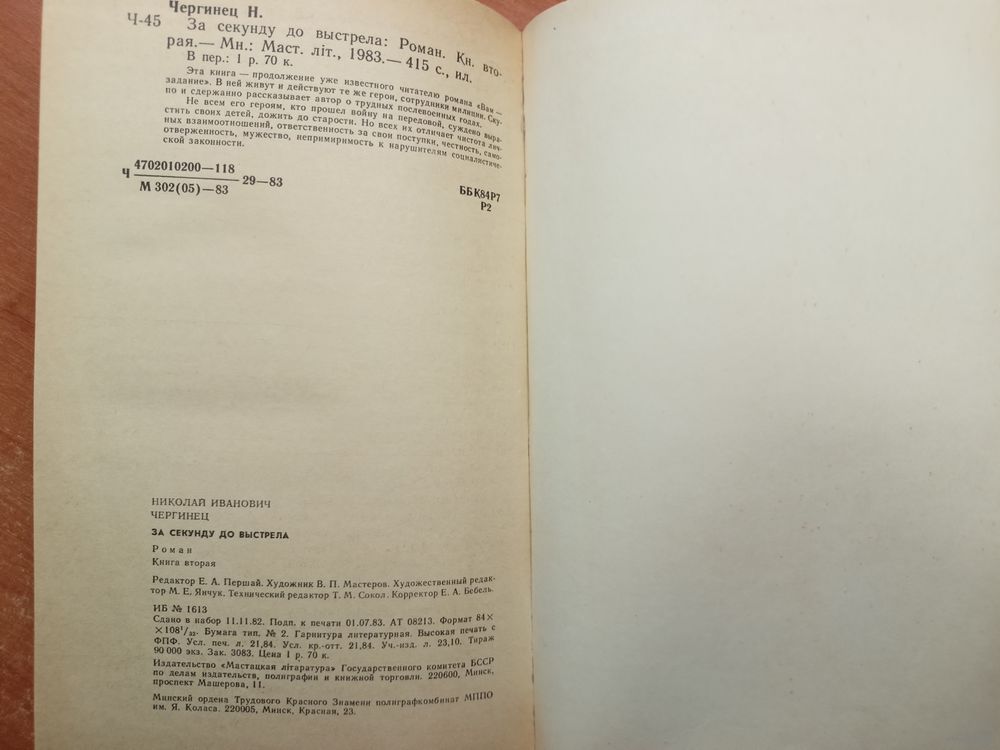 Чергинец Н.
Ч-45 За секунду до выстрела: Роман. Кн. вто-
рая.— Мн.: Маст. літ., 1983.— 415 с., ил.
В пер.: 1 р. 70 к.
Эта книга — продолжение уже известного читателю романа «Вам —
задание». В ней живут и действуют те же герои, сотрудники милиции. Ску-
по и сдержанно рассказывает автор о трудных послевоенных годах.
Не всем его героям, кто прошел войну на передовой, суждено выра-
стить своих детей, дожить до старости. Но всех их отличает чистота лич-
ных взаимоотношений, ответственность за свои поступки, честность, само-
отверженность, мужество, непримиримость к нарушителям социалистиче-
ской законности.
Ч 4702010200—118
М 302(05)—83 29—83
ББК84Р7
Р2
НИКОЛАЙ ИВАНОВИЧ
ЧЕРГИНЕЦ
ЗА СЕКУНДУ ДО ВЫСТРЕЛА
Роман
Книга вторая
Редактор Е. А. Першай. Художник В. П. Мастеров. Художественный редак-
тор М. Е. Янчук. Технический редактор Т. М. Сокол. Корректор Е. А. Бебель.
ИБ № 1613
Сдано в набор 11.11.82. Подп. к печати 01.07.83. АТ 08213. Формат 84×
×108¹/₃₂. Бумага тип. № 2. Гарнитура литературная. Высокая печать с
ФПФ. Усл. печ. л. 21,84. Усл. кр.-отт. 21,84. Уч.-изд. л. 23,10. Тираж
90 000 экз. Зак. 3083. Цена 1 р. 70 к.
Издательство «Мастацкая літаратура» Государственного комитета БССР
по делам издательств, полиграфии и книжной торговли. 220600, Минск,
проспект Машерова, 11.
Минский ордена Трудового Красного Знамени полиграфкомбинат МППО
им. Я. Коласа. 220005, Минск, Красная, 23.